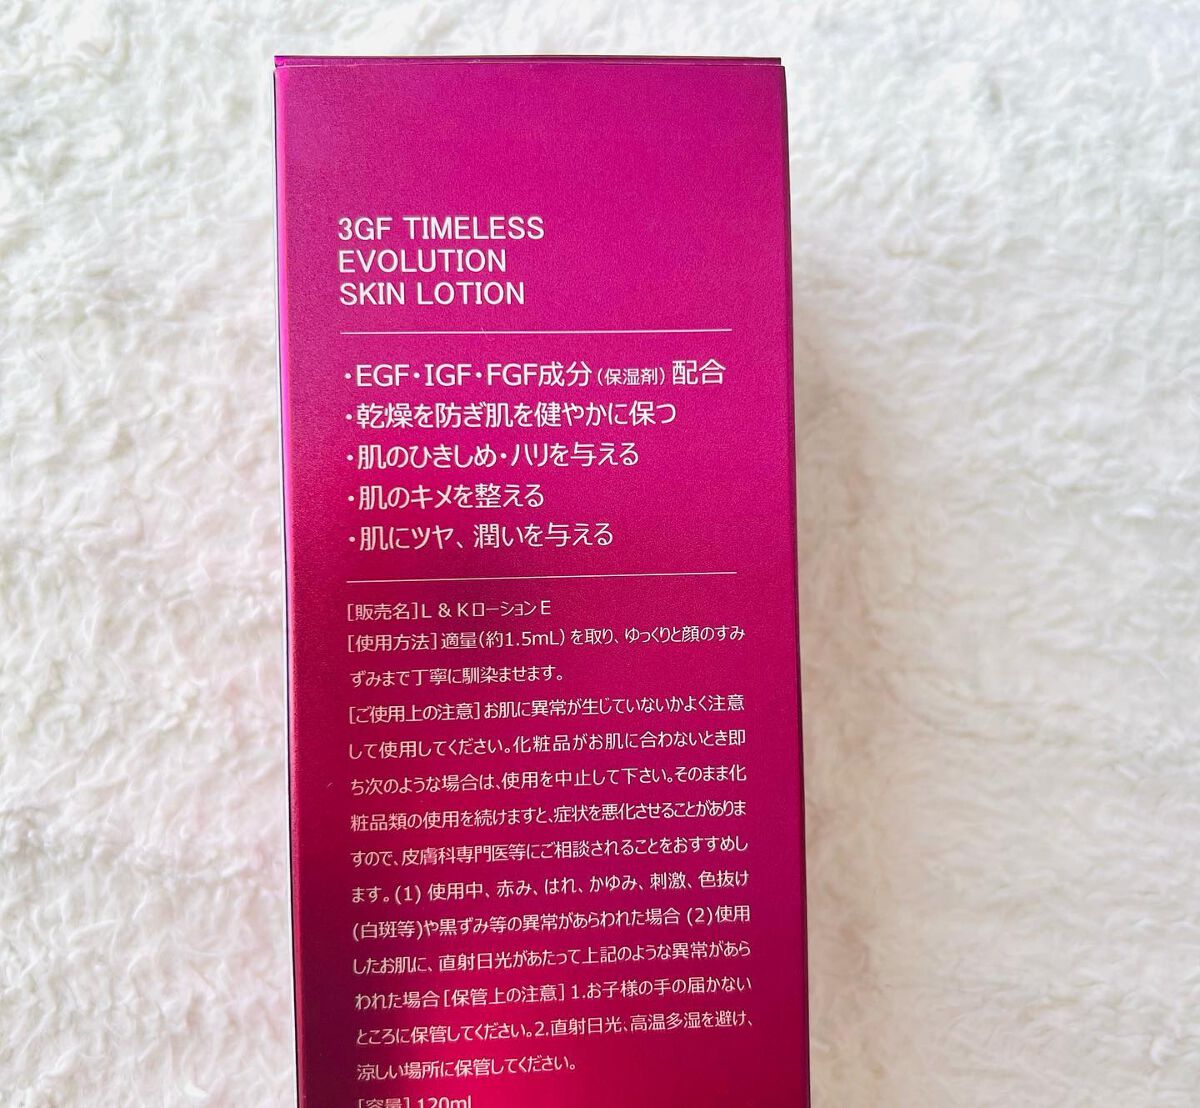 3GF TIMELESS
EVOLUTION
SKIN LOTION
・EGF・IGF・FGF成分（保湿剤）配合
・乾燥を防ぎ肌を健やかに保つ
・肌のひきしめ・ハリを与える
・肌のキメを整える
・肌にツヤ、潤いを与える
[販売名]L & KローションE
[使用方法]適量(約1.5mL)を取り、ゆっくりと顔のすみ
ずみまで丁寧に馴染ませます。
[ご使用上の注意]お肌に異常が生じていないかよく注意
して使用してください。化粧品がお肌に合わないとき即
ち次のような場合は、使用を中止して下さい。そのまま化
粧品類の使用を続けますと、症状を悪化させることがありま
すので、皮膚科専門医等にご相談されることをおすすめし
ます。(1) 使用中、赤み、はれ、かゆみ、刺激、色抜け
(白斑等)や黒ずみ等の異常があらわれた場合 (2)使用
したお肌に、直射日光があたって上記のような異常があら
われた場合[保管上の注意] 1.お子様の手の届かない
ところに保管してください。2.直射日光、高温多湿を避け、
涼しい場所に保管してください。
[容量] 120ml